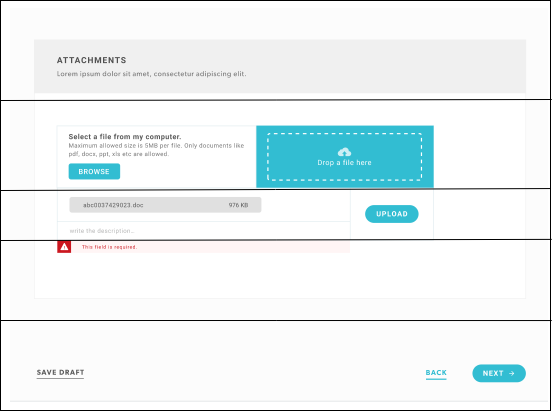 ATTACHMENTS
Lorem ipsum dolor sit amet, consectetur adipiscing elit.
Select a file from my computer.
Maximum allowed size is 5MB per file. Only documents like
pdf, docs, ppt, xls etc are allowed.
BROWSE
Drop a file here
abc0037429023.doc 976 KB
UPLOAD
write the description...
This field is required.
SAVE DRAFT
BACK
NEXT →